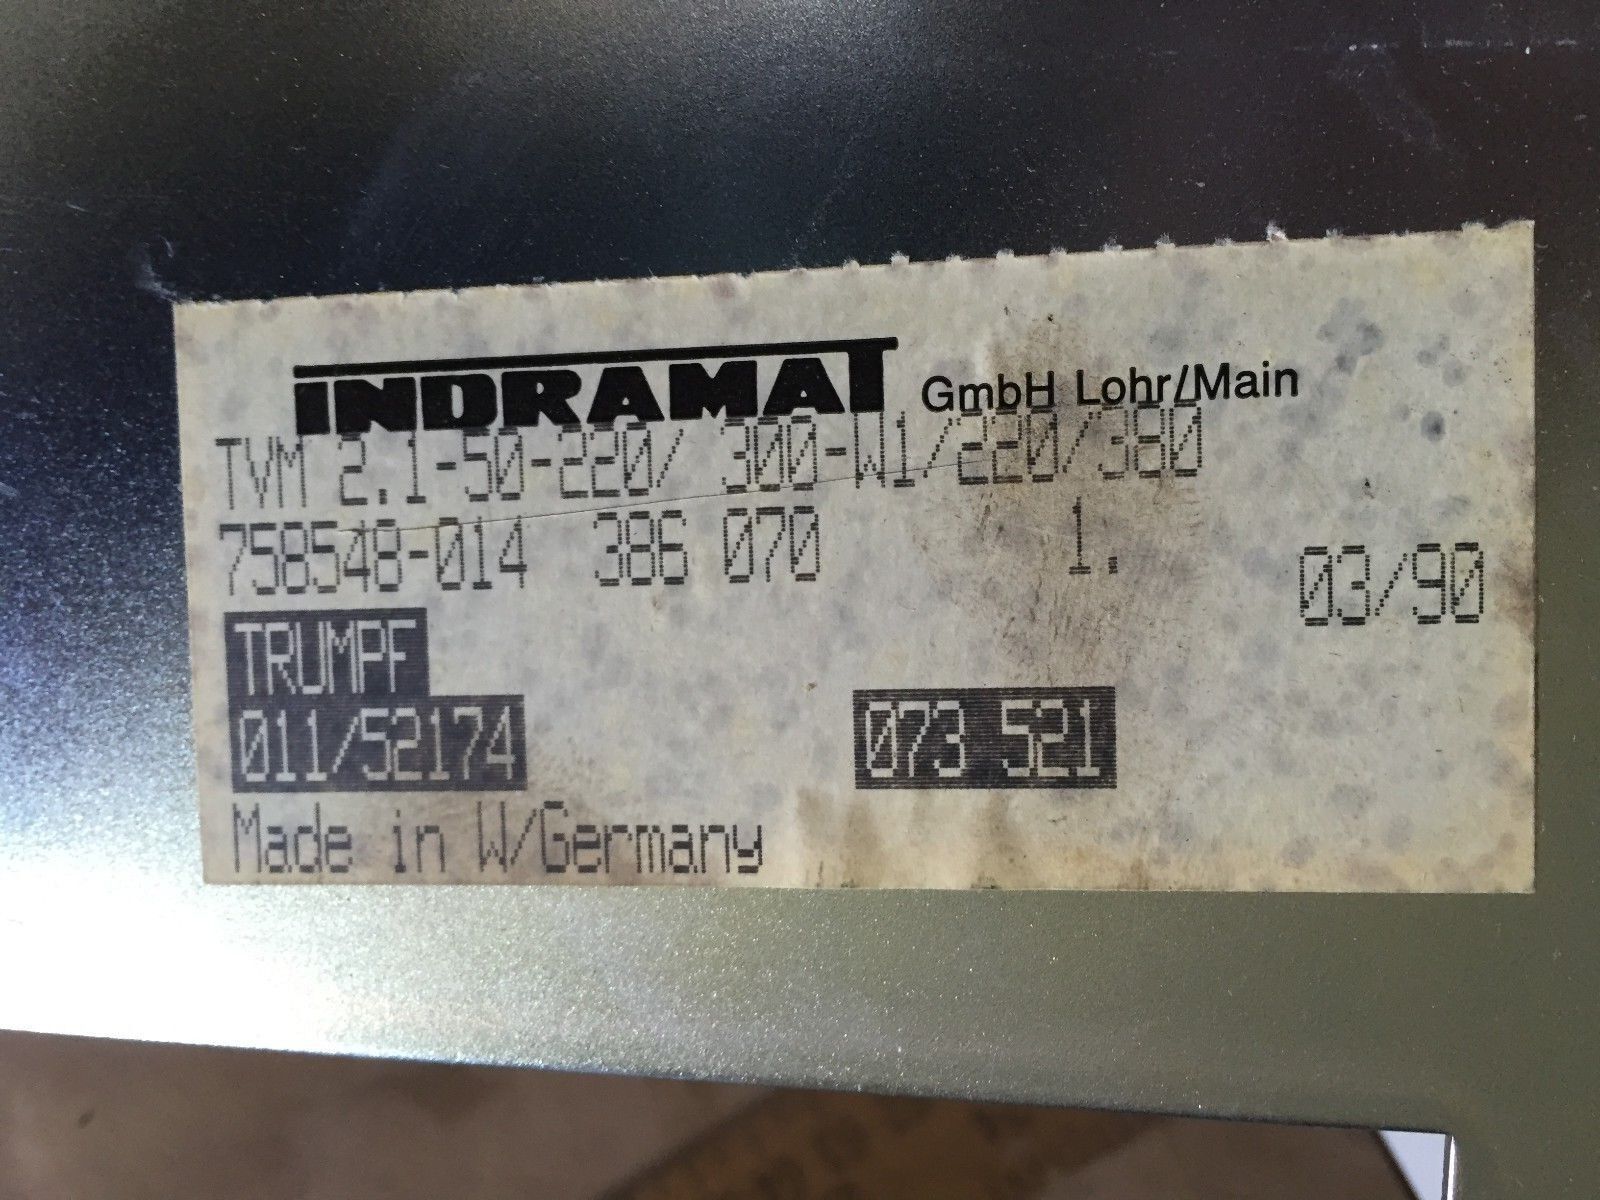 INDRAMAT GmbH Lohr/Main
TVM 2.1-50-220/ 300-W1/220/380
758548-014 386 070 1.
03/90
TRUMPF
011/52174 073 521
Made in W/Germany